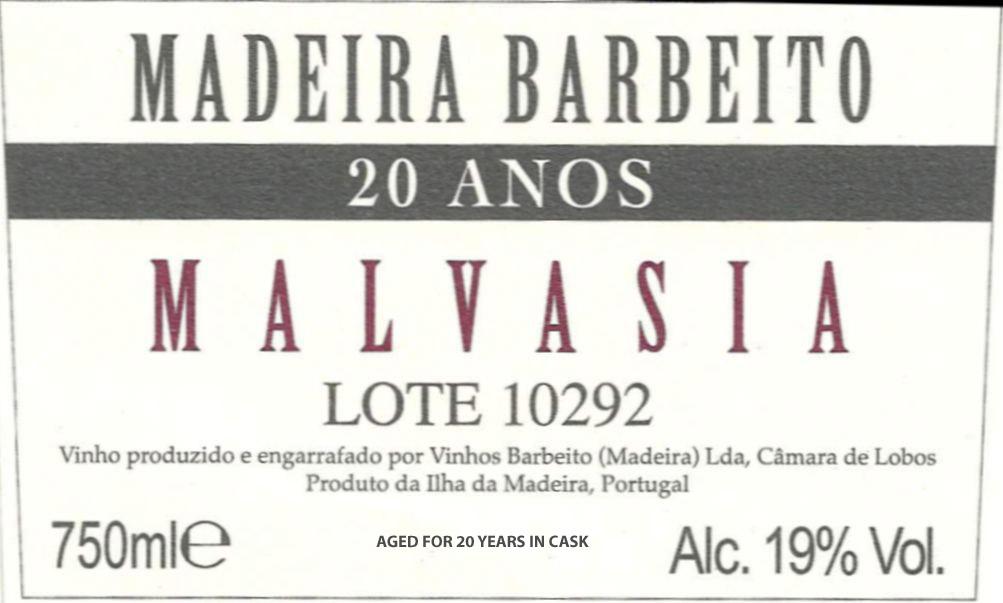 MADEIRA BARBEITO
20 ANOS
MALVASIA
LOTE 10292
Vinho produzido e engarrafado por Vinhos Barbeito (Madeira) Lda, Câmara de Lobos
Produto da Ilha da Madeira, Portugal
750ml℮
AGED FOR 20 YEARS IN CASK
Alc. 19% Vol.